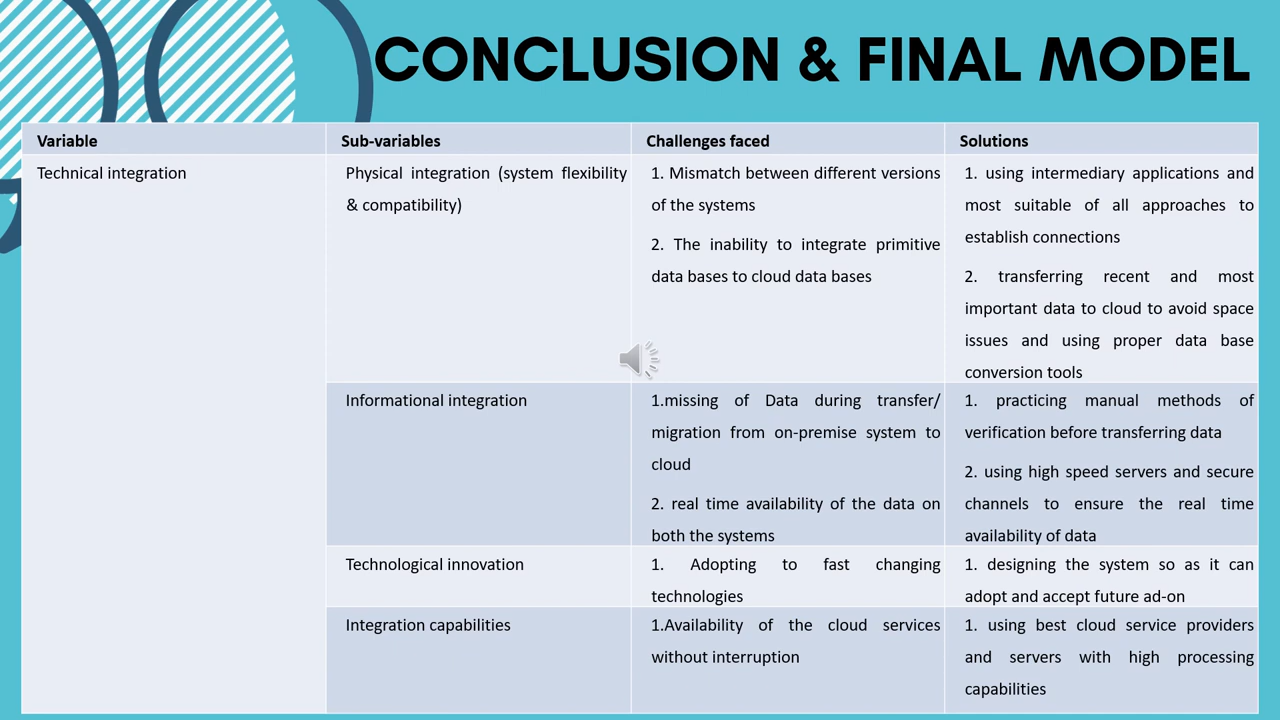 CONCLUSION & FINAL MODEL
Variable
Sub-variables
Challenges faced
Solutions
Technical integration
Physical integration (system flexibility
& compatibility)
1. Mismatch between different versions
of the systems
2. The inability to integrate primitive
data bases to cloud data bases
1. using intermediary applications and
most suitable of all approaches to
establish connections
2. transferring recent and most
important data to cloud to avoid space
issues and using proper data base
conversion tools
Informational integration
1.missing of Data during transfer/
migration from on-premise system to
cloud
2. real time availability of the data on
both the systems
1. practicing manual methods of
verification before transferring data
2. using high speed servers and secure
channels to ensure the real time
availability of data
Technological innovation
1. Adopting to fast changing
technologies
1. designing the system so as it can
adopt and accept future ad-on
Integration capabilities
1.Availability of the cloud services
without interruption
1. using best cloud service providers
and servers with high processing
capabilities